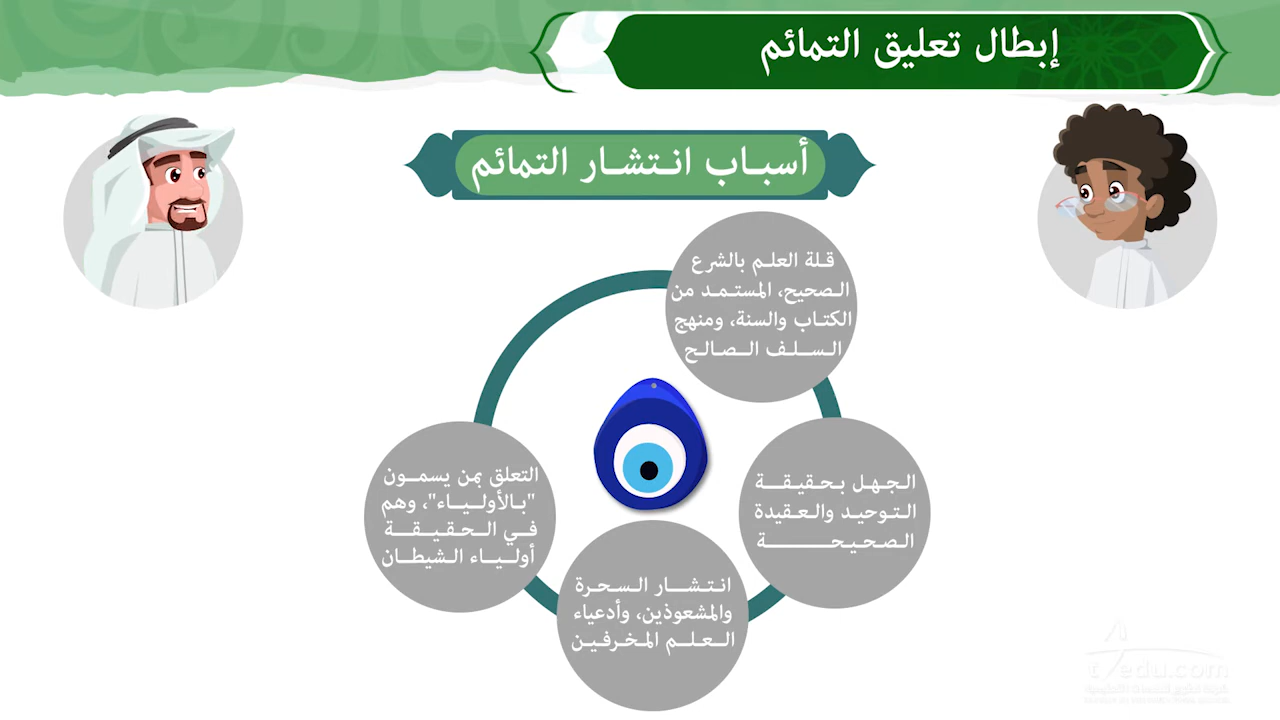 إبطال تعليق التمائم
أسباب انتشار التمائم
قلة العلم بالشرع
الصحيح، المستمد من
الكتاب والسنة، ومنهج
السلف الصالح
الجهل بحقيقة
التوحيد والعقيدة
الصحيحة
انتشار السحرة
والمشعوذين، وأدعياء
العلم المخرفين
التعلق بمن يسمون
"بالأولياء"، وهم
في الحقيقة
أولياء الشيطان
t4edu.com